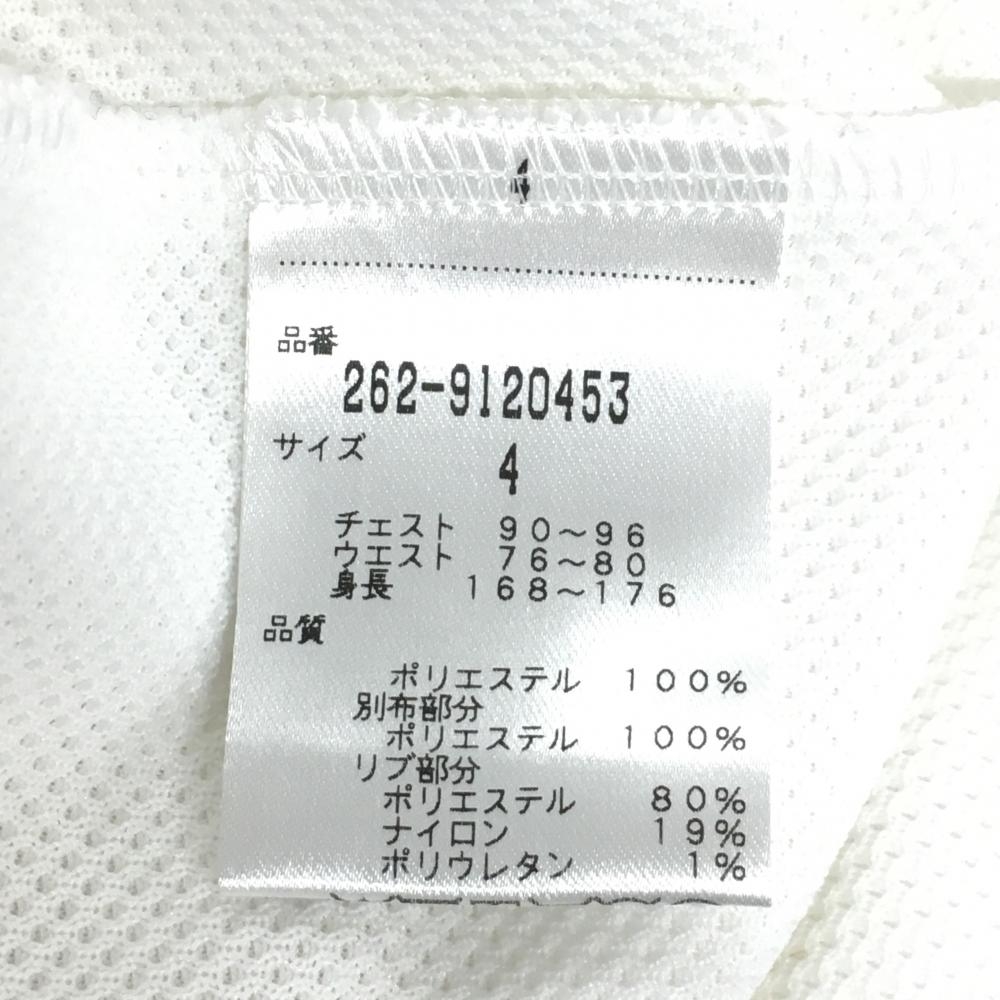 4
品番
262-9120453
サイズ
4
チェスト 90〜96
ウエスト 76〜80
身長 168〜176
品質
ポリエステル 100%
別布部分
ポリエステル 100%
リブ部分
ポリエステル 80%
ナイロン 19%
ポリウレタン 1%